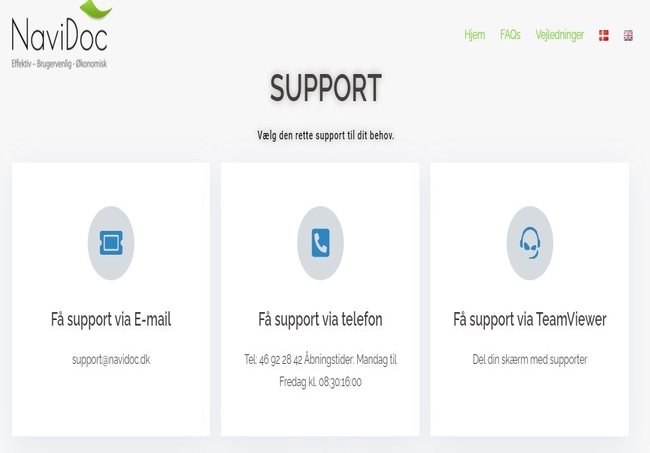 NaviDoc
Effektiv – Brugervenlig - Økonomisk
Hjem FAQs Vejledninger
SUPPORT
Vælg den rette support til dit behov.
Få support via E-mail
support@navidoc.dk
Få support via telefon
Tel: 46 92 28 42 Åbningstider: Mandag til
Fredag kl. 08:30:16:00
Få support via TeamViewer
Del din skærm med supporter